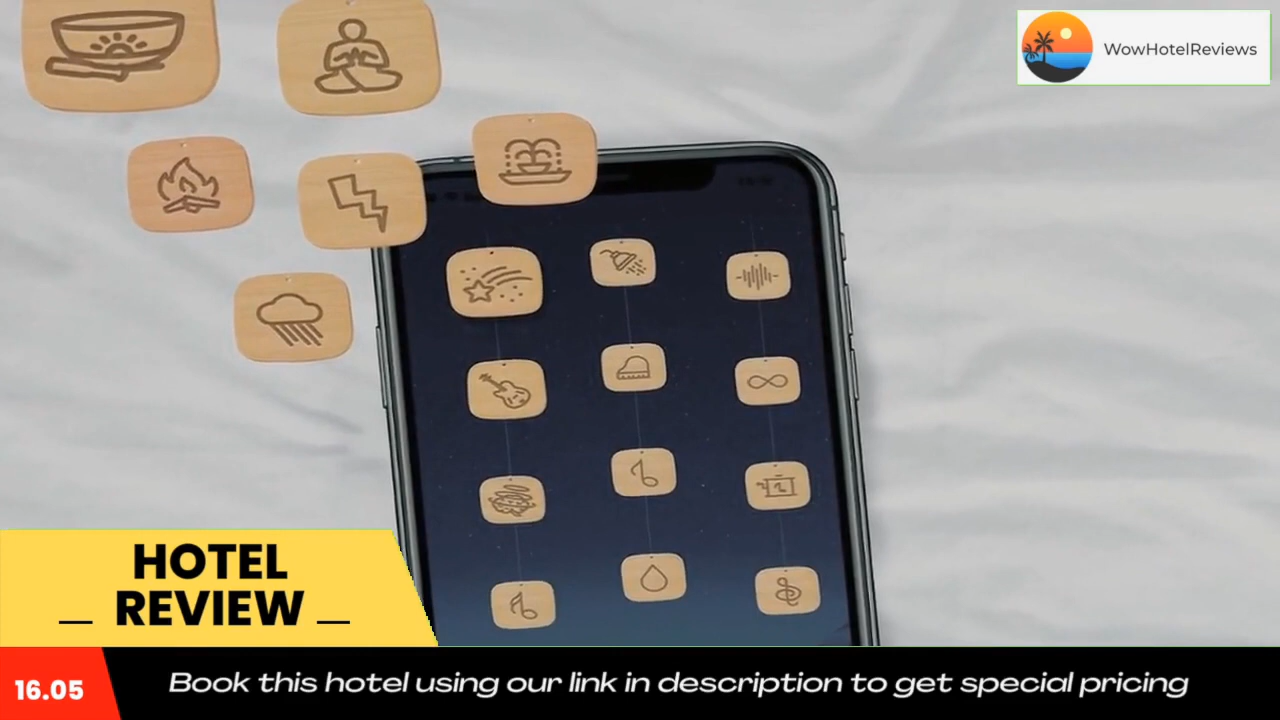 WowHotelReviews
HOTEL
REVIEW
16.05
Book this hotel using our link in description to get special pricing